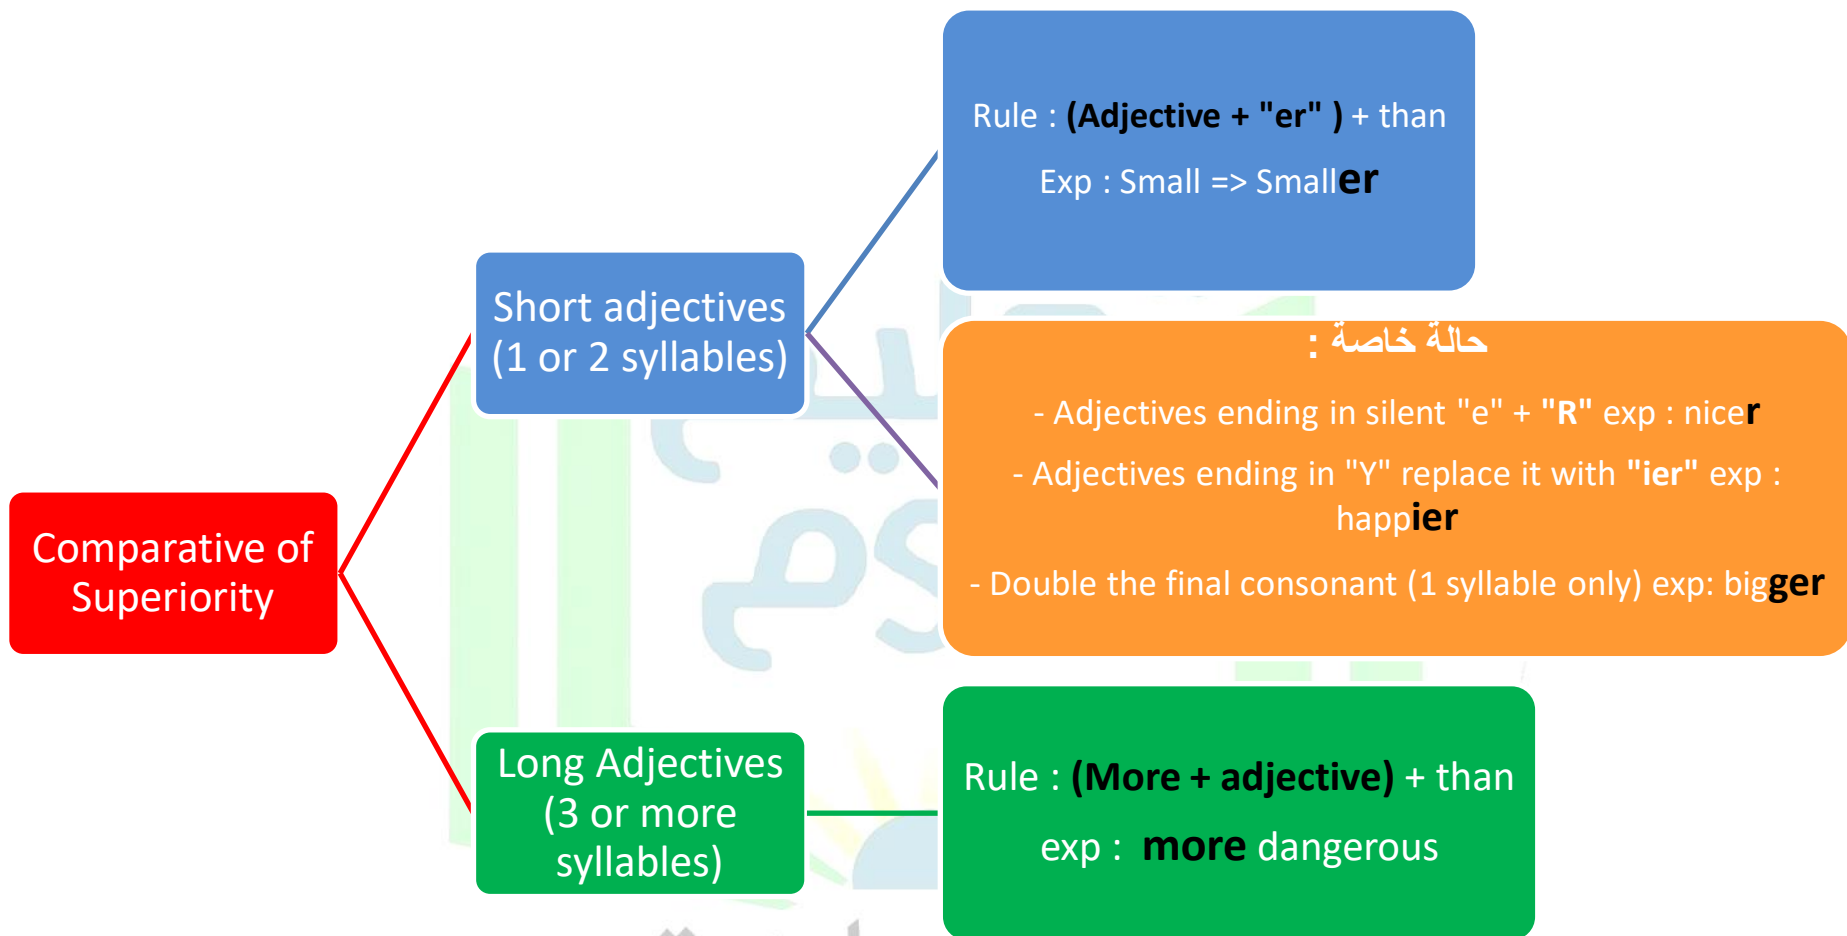 Comparative of
Superiority
Short adjectives
(1 or 2 syllables)
Rule : (Adjective + "er" ) + than
Exp : Small => Smaller
حالة خاصة :
- Adjectives ending in silent "e" + "R" exp : nicer
- Adjectives ending in "Y" replace it with "ier" exp :
happier
- Double the final consonant (1 syllable only) exp: bigger
Long Adjectives
(3 or more
syllables)
Rule : (More + adjective) + than
exp : more dangerous